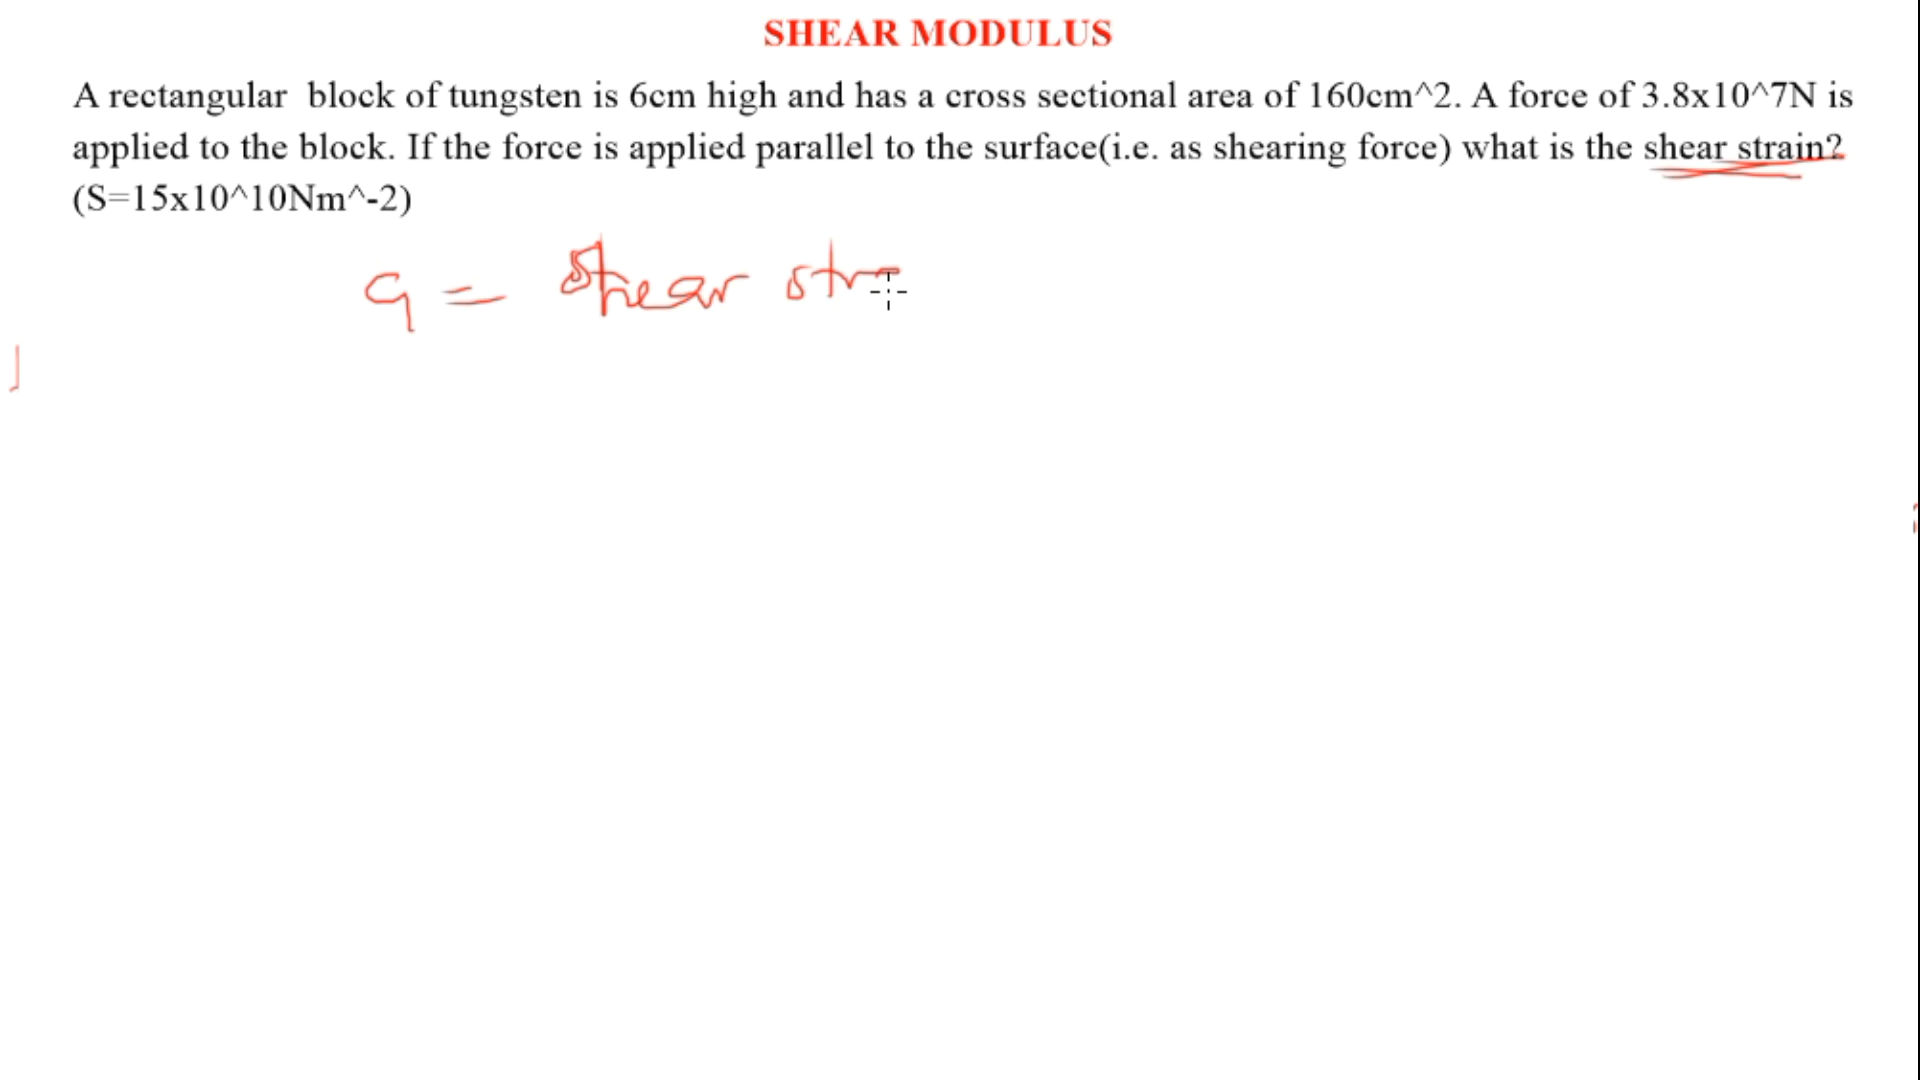 SHEAR MODULUS
A rectangular block of tungsten is 6cm high and has a cross sectional area of 160cm^2. A force of 3.8x10^7N is
applied to the block. If the force is applied parallel to the surface(i.e. as shearing force) what is the shear strain?
(S=15x10^10Nm^-2)
G = Shear str